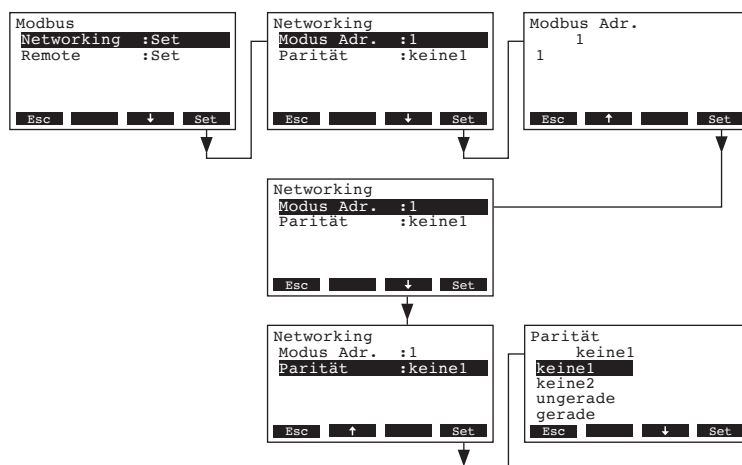 Modbus
Networking :Set
Remote :Set
Esc ↓ Set
Networking
Modus Adr. :1
Parität :keine1
Esc ↓ Set
Modbus Adr.
1
1
Esc ↑ Set
Networking
Modus Adr. :1
Parität :keine1
Esc ↓ Set
Networking
Modus Adr. :1
Parität :keine1
Esc ↑ Set
Parität
keine1
keine1
keine2
ungerade
gerade
Esc ↓ Set